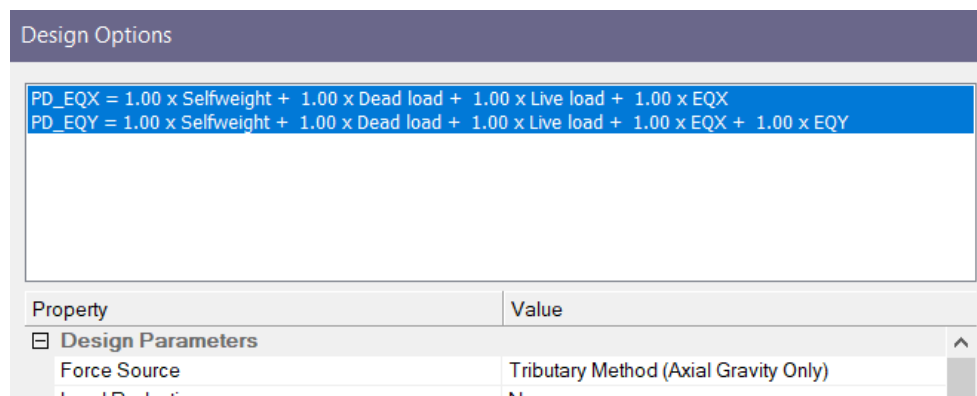 Design Options
PD_EQX = 1.00 x Selfweight + 1.00 x Dead load + 1.00 x Live load + 1.00 x EQX
PD_EQY = 1.00 x Selfweight + 1.00 x Dead load + 1.00 x Live load + 1.00 x EQX + 1.00 x EQY
Property Value
Design Parameters
Force Source Tributary Method (Axial Gravity Only)